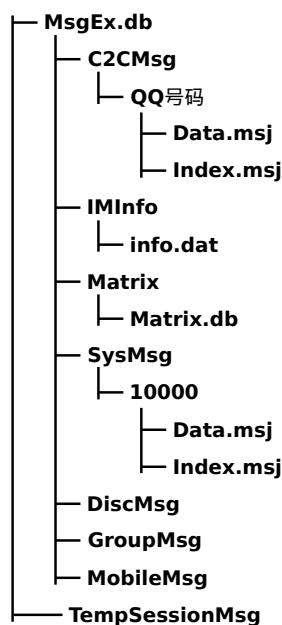 MsgEx.db
C2CMsg
QQ号码
Data.msj
Index.msj
IMInfo
info.dat
Matrix
Matrix.db
SysMsg
10000
Data.msj
Index.msj
DiscMsg
GroupMsg
MobileMsg
TempSessionMsg